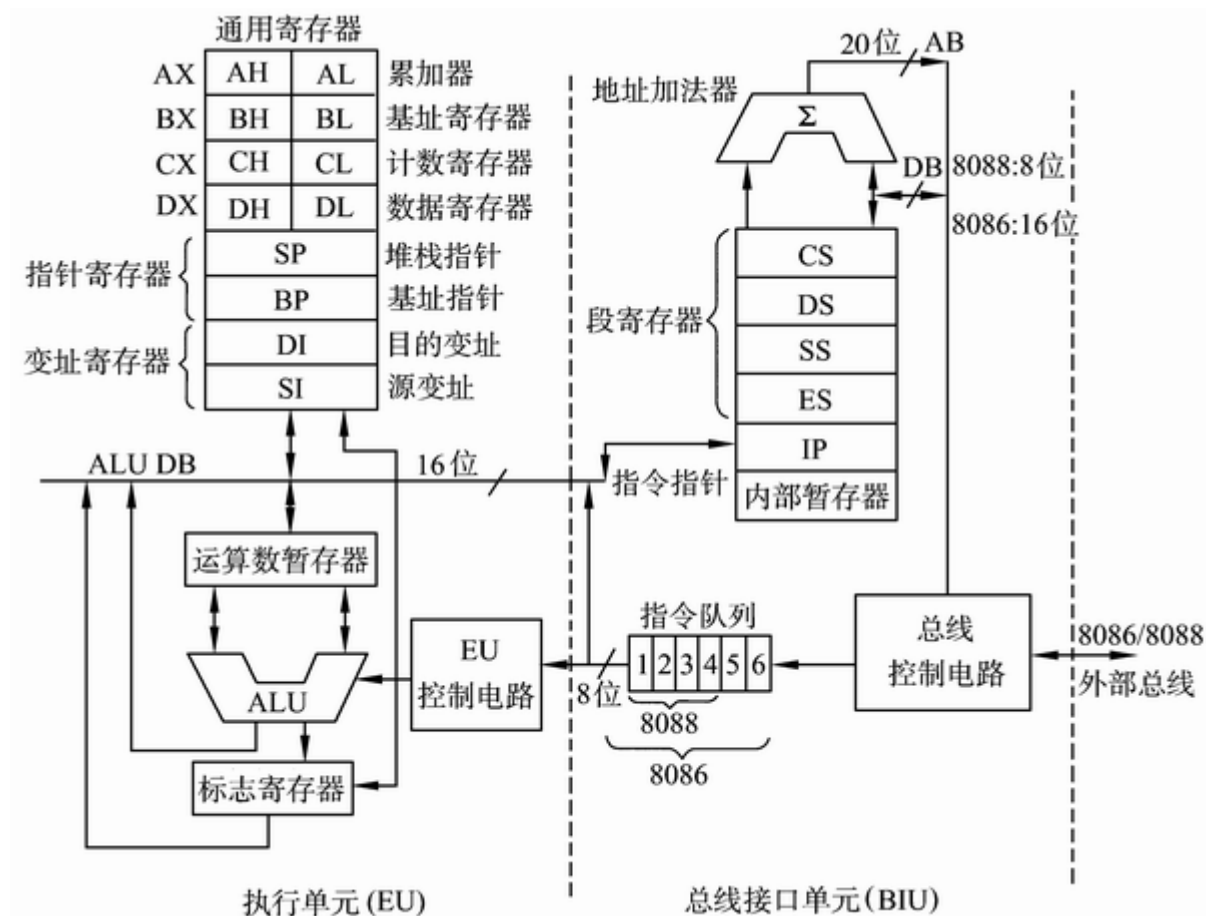 通用寄存器
AX AH AL 累加器
BX BH BL 基址寄存器
CX CH CL 计数寄存器
DX DH DL 数据寄存器
指针寄存器
SP 堆栈指针
BP 基址指针
变址寄存器
DI 目的变址
SI 源变址
ALU DB
16位
运算数暂存器
ALU
标志寄存器
EU
控制电路
执行单元(EU)
20位 AB
地址加法器
Σ
DB
8088:8位
8086:16位
段寄存器
CS
DS
SS
ES
IP
指令指针
内部暂存器
指令队列
1 2 3 4 5 6
8位
8088
8086
总线
控制电路
8086/8088
外部总线
总线接口单元(BIU)